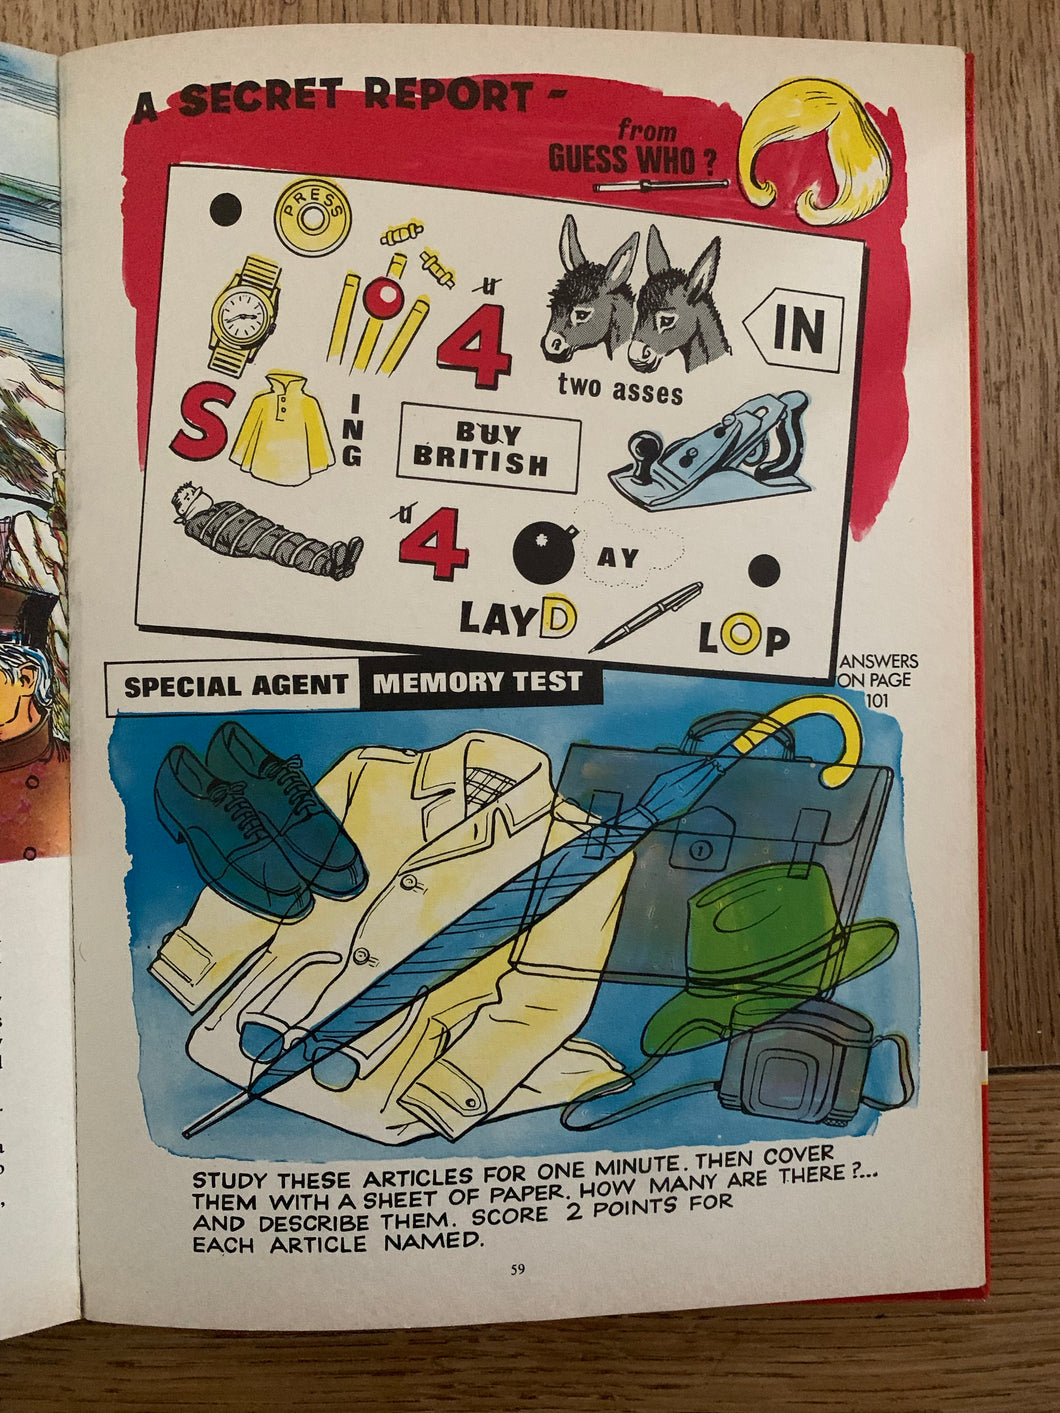 A SECRET REPORT -
from
GUESS WHO ?
PRESS
u
4
two asses
IN
S
ING
BUY
BRITISH
u
4
AY
LAYD
LOP
ANSWERS
ON PAGE
101
SPECIAL AGENT MEMORY TEST
STUDY THESE ARTICLES FOR ONE MINUTE. THEN COVER
THEM WITH A SHEET OF PAPER. HOW MANY ARE THERE ?...
AND DESCRIBE THEM. SCORE 2 POINTS FOR
EACH ARTICLE NAMED.
59